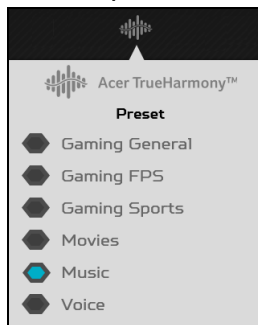 Acer TrueHarmony™
Preset
Gaming General
Gaming FPS
Gaming Sports
Movies
Music
Voice